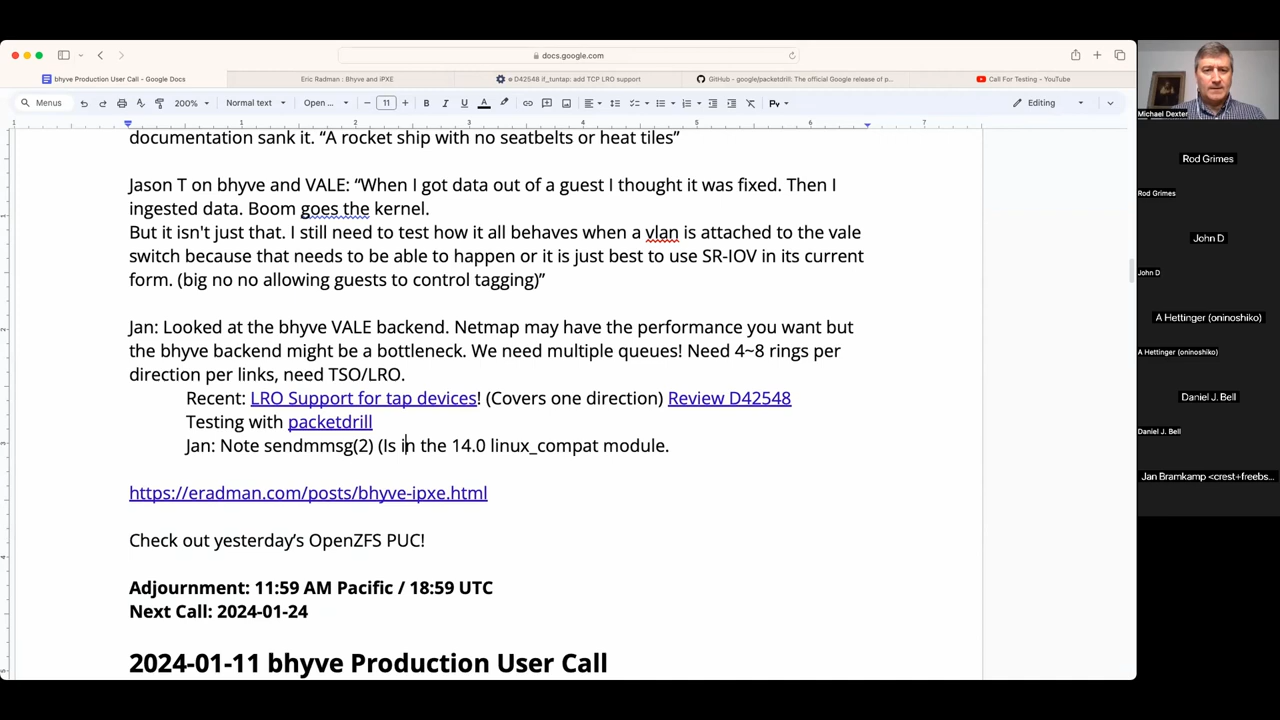 docs.google.com
bhyve Production User Call - Google Docs
Eric Radman : Bhyve and iPXE
D42548 if_tuntap: add TCP LRO support
GitHub - google/packetdrill: The official Google release of p...
Call For Testing - YouTube
Menus
200%
Normal text
Open ...
11
Editing
1 1 2 3 4 5 6 7
documentation sank it. “A rocket ship with no seatbelts or heat tiles”
Jason T on bhyve and VALE: “When I got data out of a guest I thought it was fixed. Then I
ingested data. Boom goes the kernel.
But it isn't just that. I still need to test how it all behaves when a vlan is attached to the vale
switch because that needs to be able to happen or it is just best to use SR-IOV in its current
form. (big no no allowing guests to control tagging)”
Jan: Looked at the bhyve VALE backend. Netmap may have the performance you want but
the bhyve backend might be a bottleneck. We need multiple queues! Need 4~8 rings per
direction per links, need TSO/LRO.
Recent: LRO Support for tap devices! (Covers one direction) Review D42548
Testing with packetdrill
Jan: Note sendmmsg(2) (Is in the 14.0 linux_compat module.
https://eradman.com/posts/bhyve-ipxe.html
Check out yesterday’s OpenZFS PUC!
Adjournment: 11:59 AM Pacific / 18:59 UTC
Next Call: 2024-01-24
2024-01-11 bhyve Production User Call
Michael Dexter
Rod Grimes
Rod Grimes
John D
John D
A Hettinger (oninoshiko)
A Hettinger (oninoshiko)
Daniel J. Bell
Daniel J. Bell
Jan Bramkamp <crest+freebs...